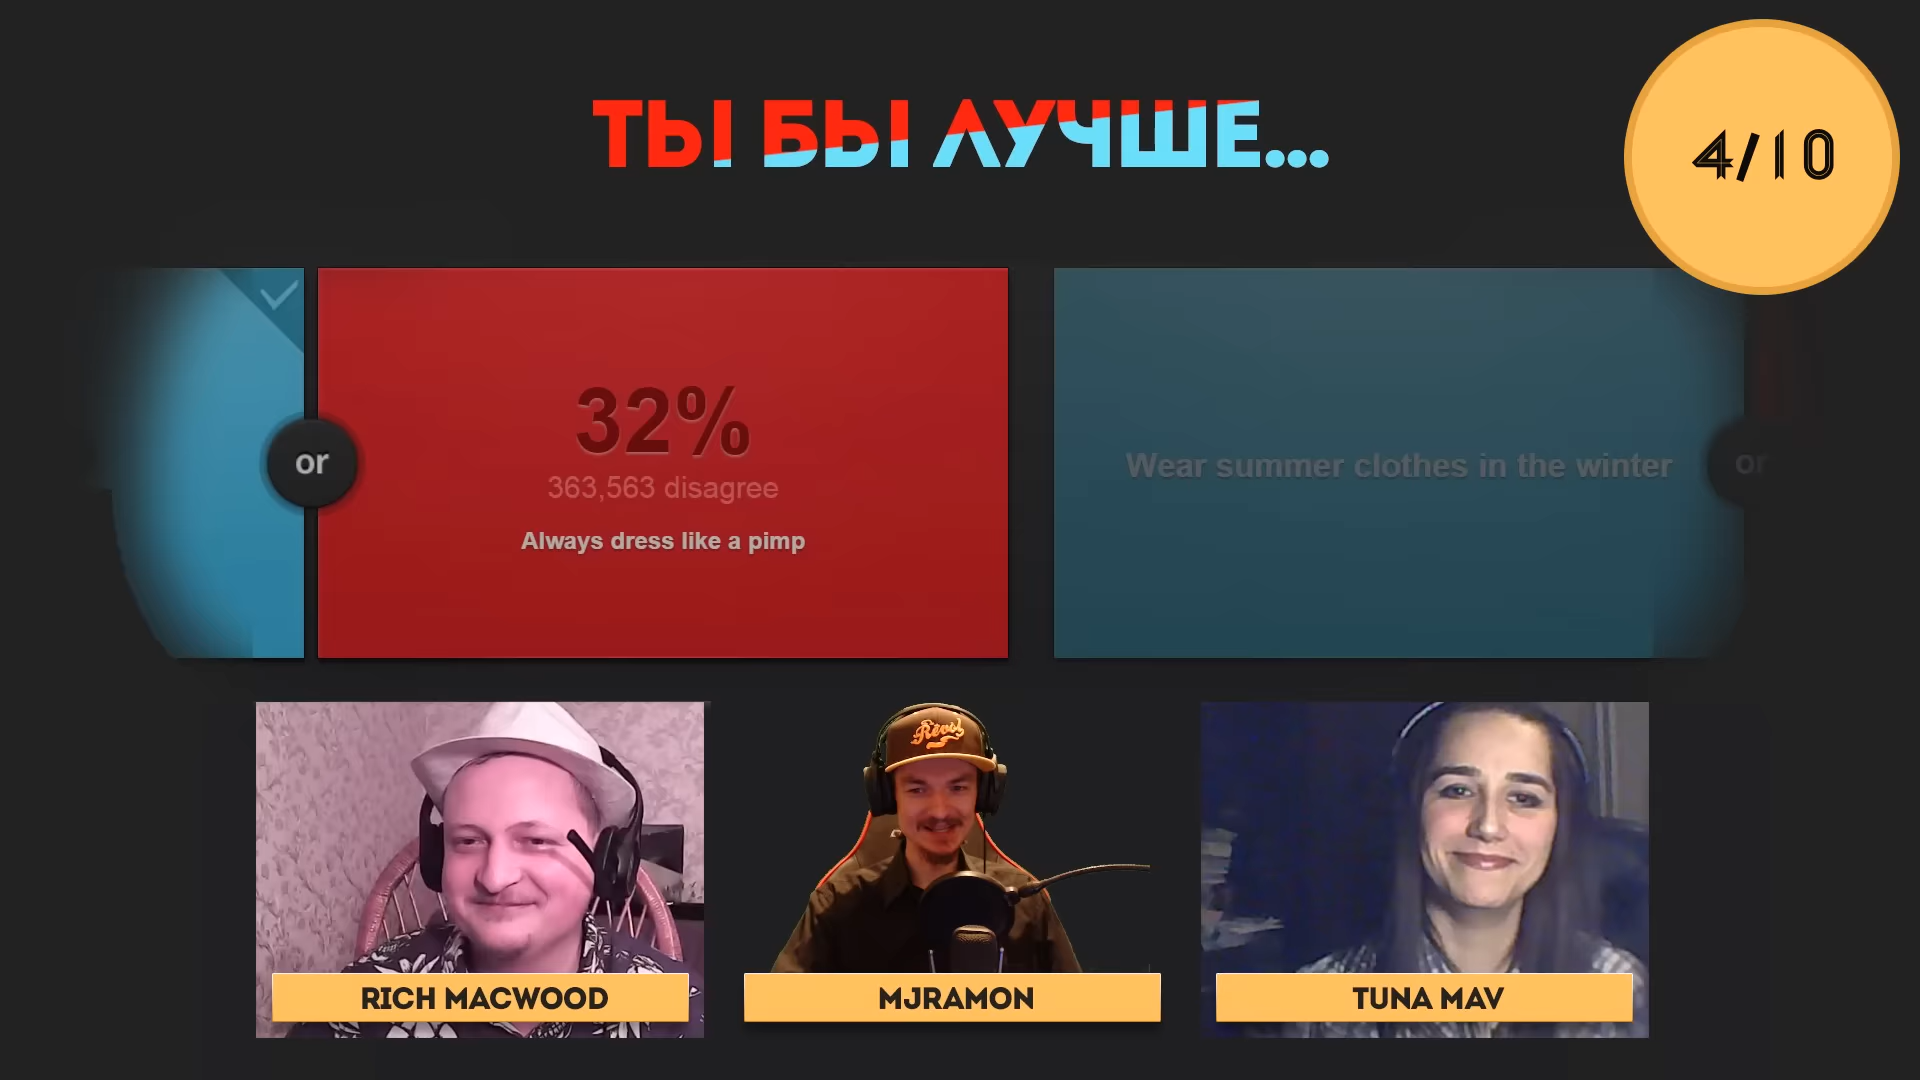 ТЫ БЫ ЛУЧШЕ...
4/10
or
32%
363,563 disagree
Always dress like a pimp
Wear summer clothes in the winter
or
RICH MACWOOD
MJRAMON
TUNA MAV